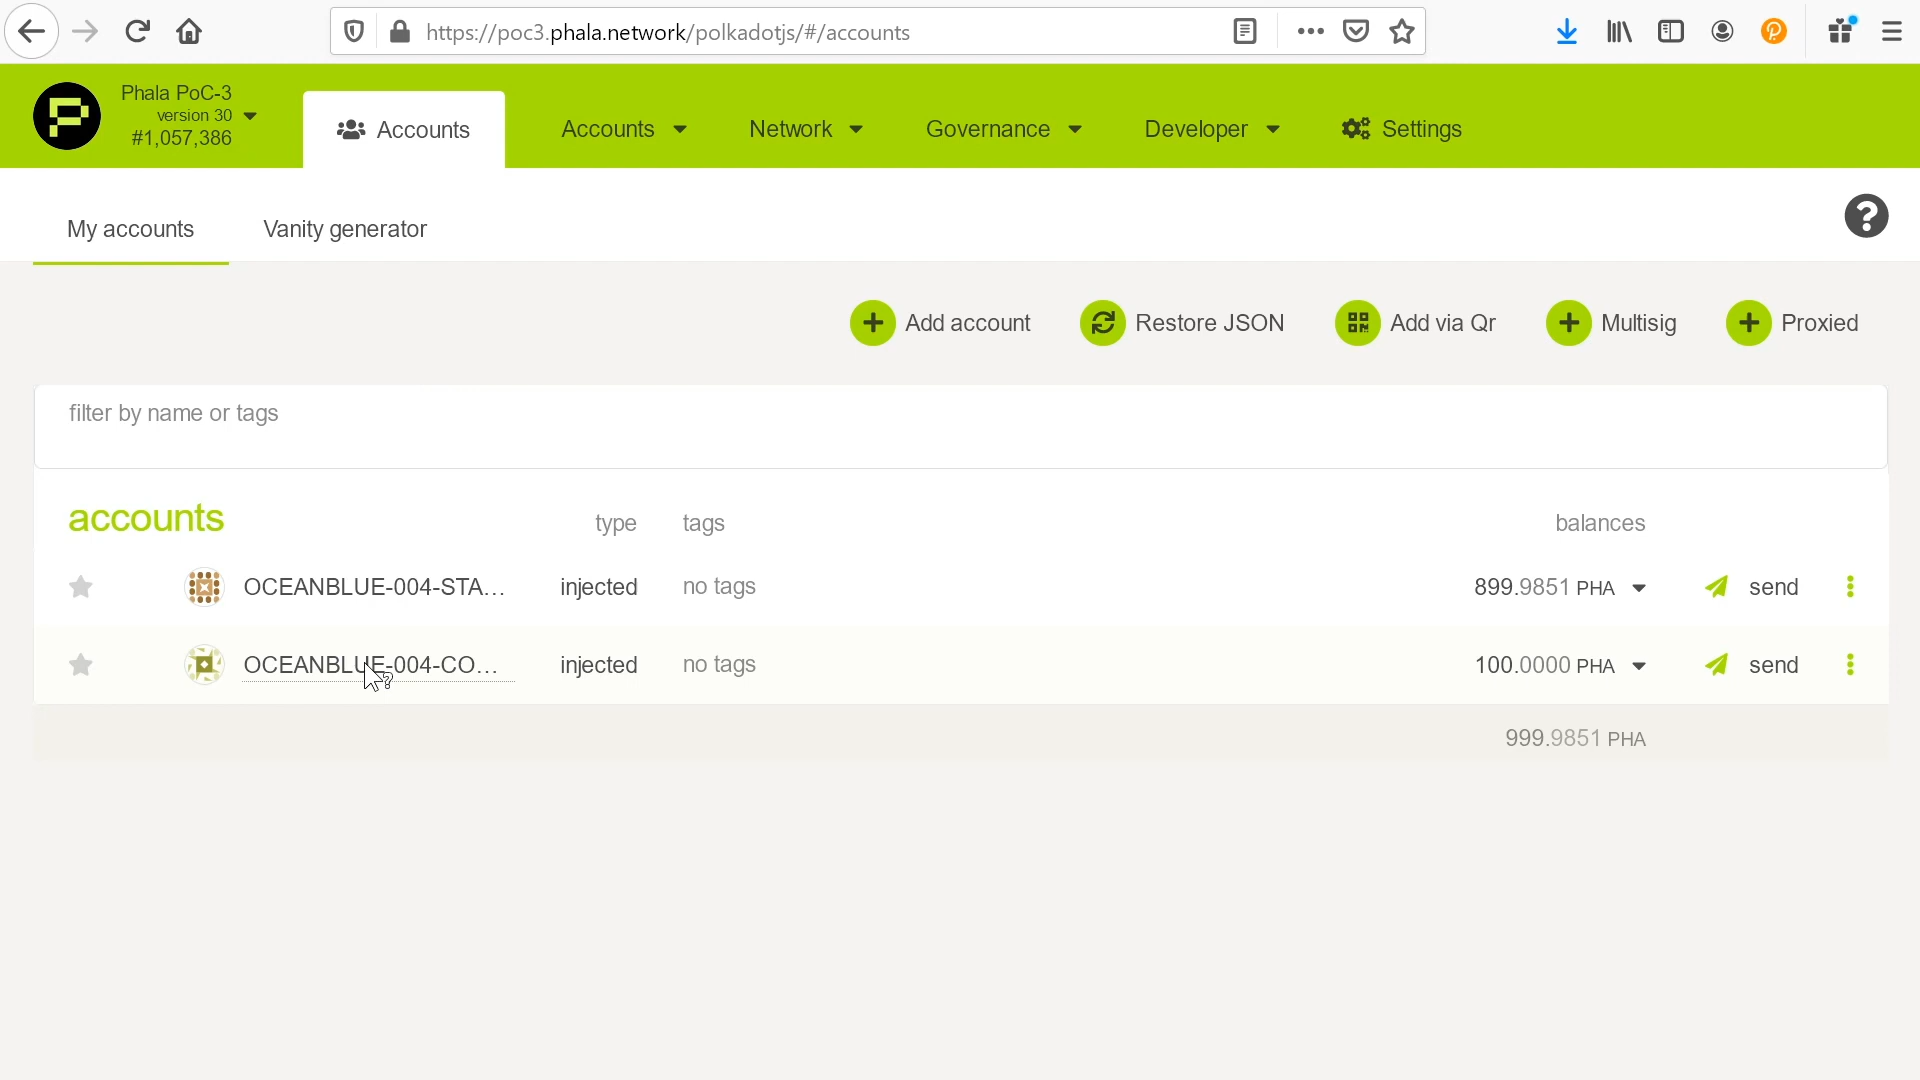 https://poc3.phala.network/polkadotjs/#/accounts
Phala PoC-3
version 30
#1,057,386
Accounts
Accounts
Network
Governance
Developer
Settings
My accounts
Vanity generator
Add account
Restore JSON
Add via Qr
Multisig
Proxied
filter by name or tags
accounts type tags balances
OCEANBLUE-004-STA... injected no tags 899.9851 PHA send
OCEANBLUE-004-CO... injected no tags 100.0000 PHA send
999.9851 PHA